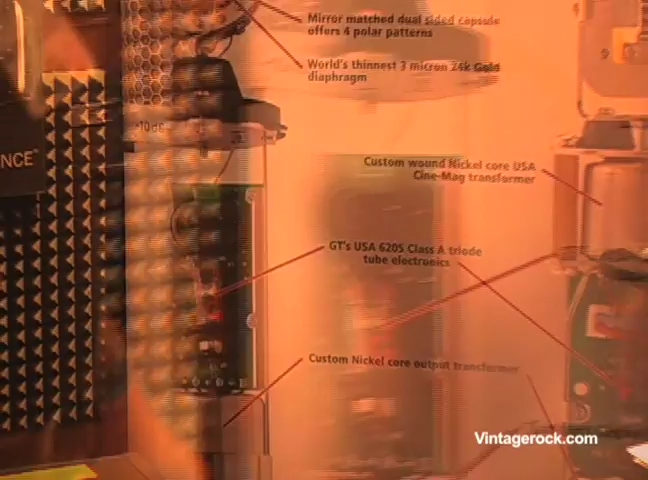 Mirror matched dual sided capsule
offers 4 polar patterns
World's thinnest 3 micron 24k Gold
diaphragm
-10dB
NCE
Custom wound Nickel core USA
Cine-Mag transformer
GT's USA 6205 Class A triode
tube electronics
Custom Nickel core output transformer
Vintagerock.com